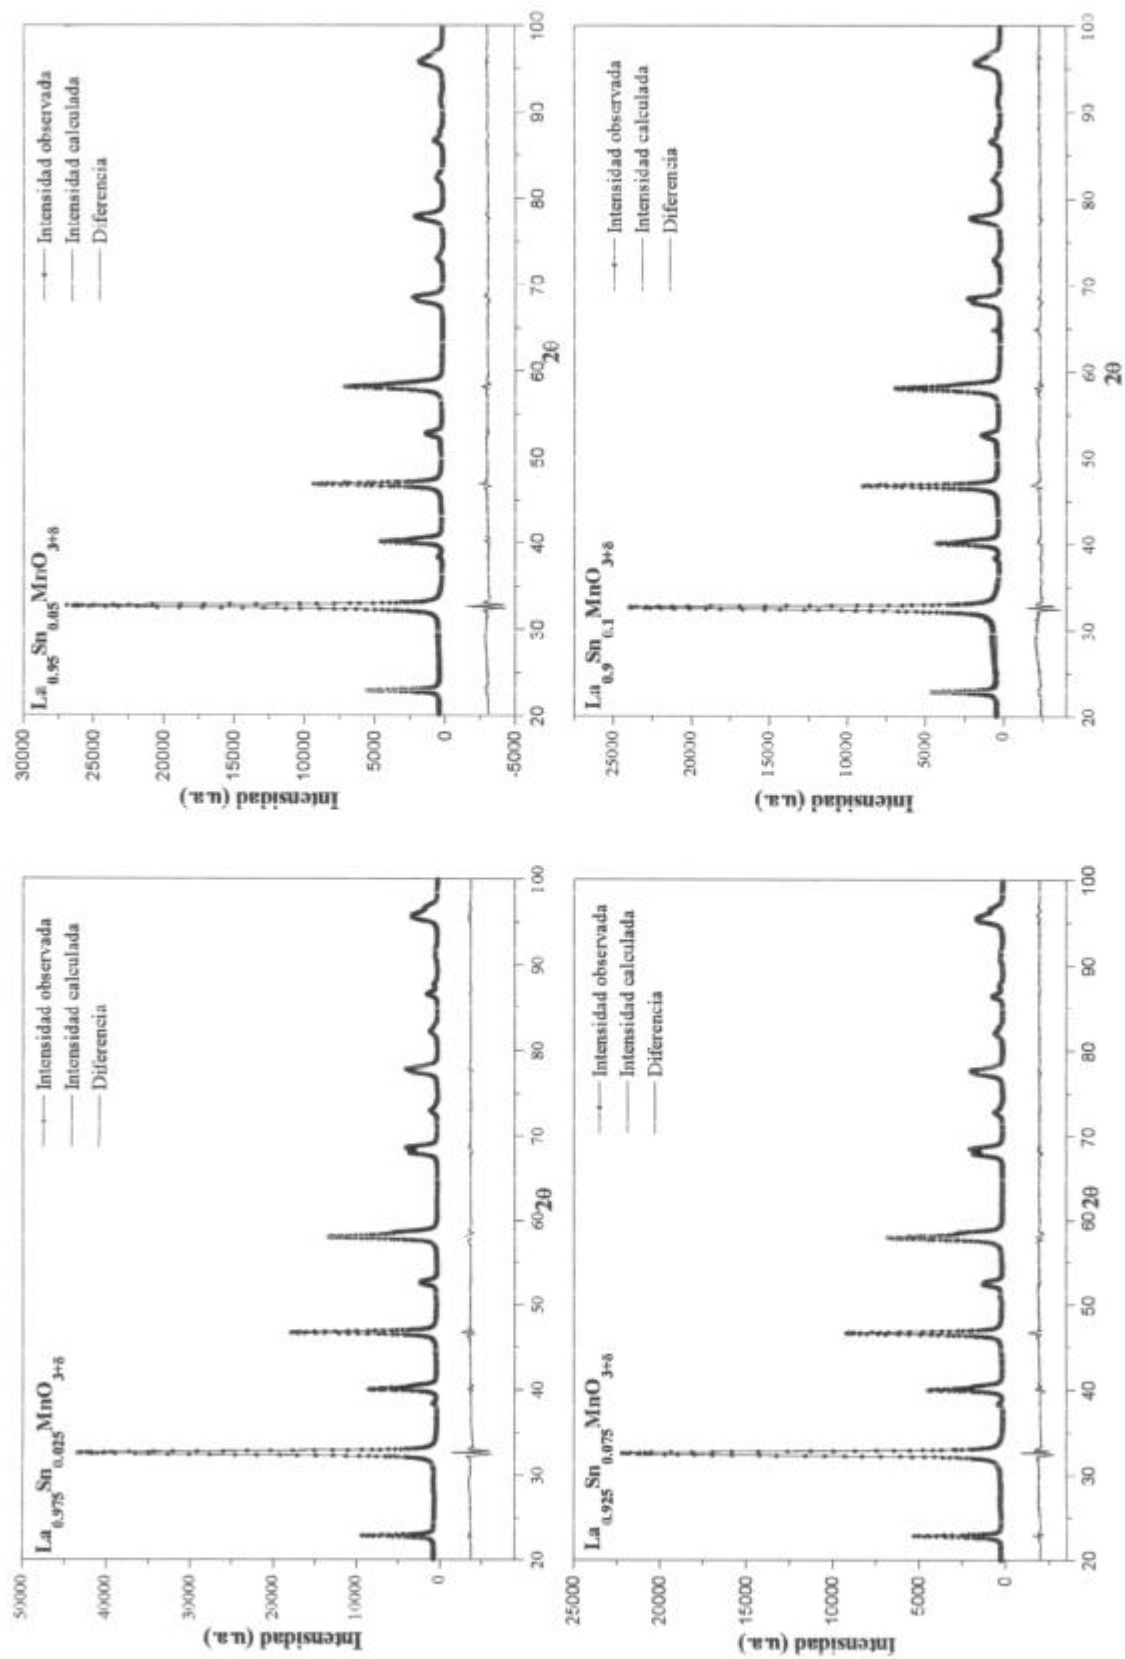 La0.975Sn0.025MnO3+δ
Intensidad observada
Intensidad calculada
Diferencia
Intensidad (u.a.)
50000
40000
30000
20000
10000
0
20 30 40 50 60 70 80 90 100
2θ
La0.95Sn0.05MnO3+δ
Intensidad observada
Intensidad calculada
Diferencia
Intensidad (u.a.)
30000
25000
20000
15000
10000
5000
0
-5000
20 30 40 50 60 70 80 90 100
2θ
La0.925Sn0.075MnO3+δ
Intensidad observada
Intensidad calculada
Diferencia
Intensidad (u.a.)
25000
20000
15000
10000
5000
0
20 30 40 50 60 70 80 90 100
2θ
La0.9Sn0.1MnO3+δ
Intensidad observada
Intensidad calculada
Diferencia
Intensidad (u.a.)
25000
20000
15000
10000
5000
0
20 30 40 50 60 70 80 90 100
2θ